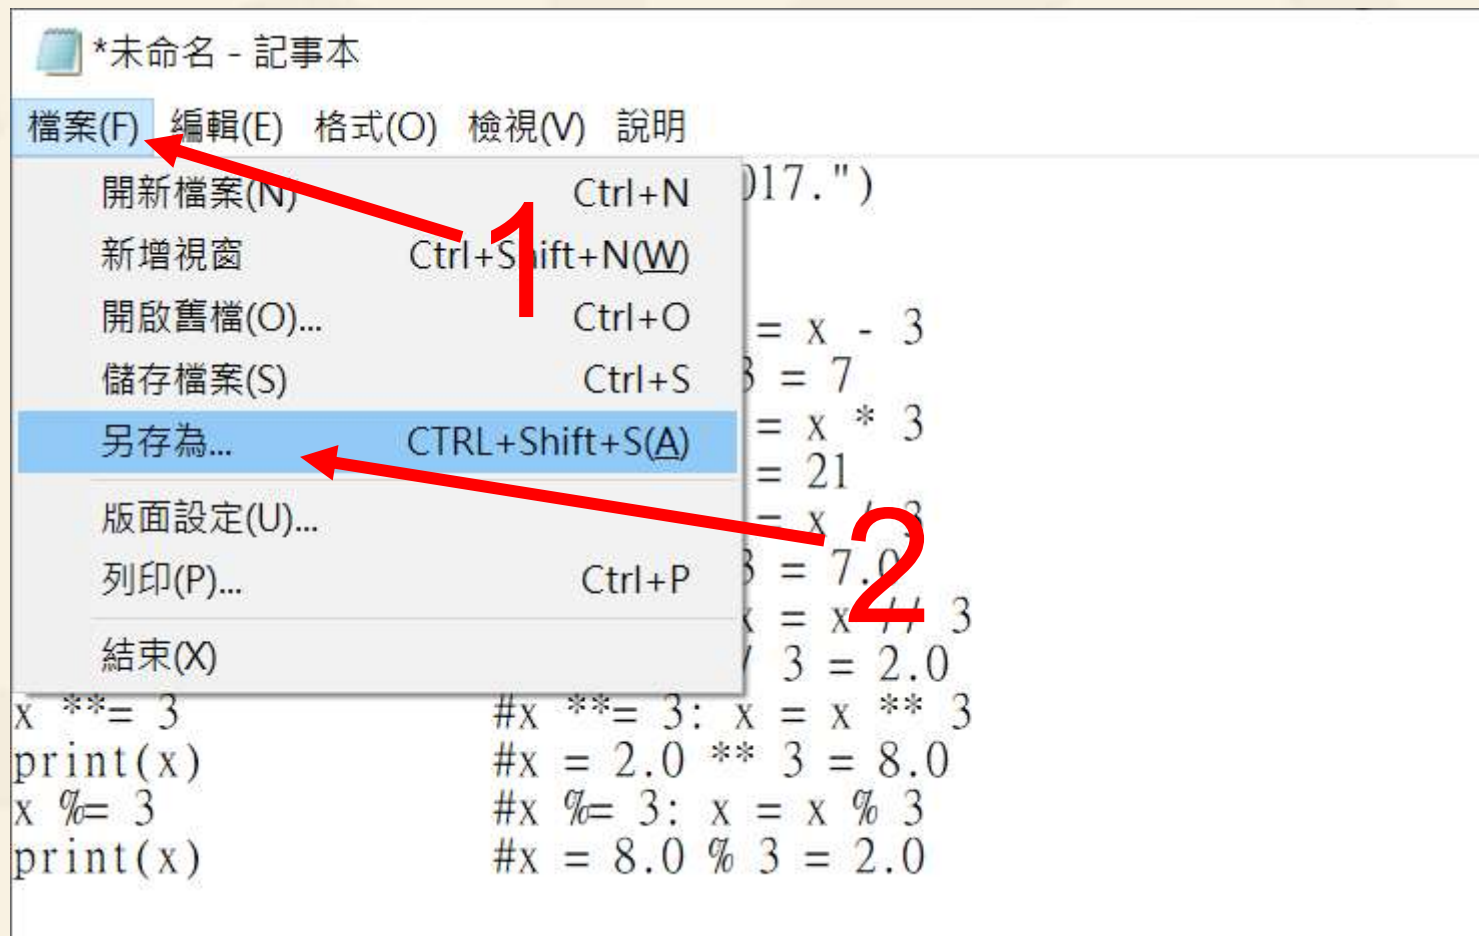 *未命名 - 記事本
檔案(F) 編輯(E) 格式(O) 檢視(V) 說明
開新檔案(N) Ctrl+N
新增視窗 Ctrl+Shift+N(W)
開啟舊檔(O)... Ctrl+O
儲存檔案(S) Ctrl+S
另存為... CTRL+Shift+S(A)
版面設定(U)...
列印(P)... Ctrl+P
結束(X)
1
2
017.")
= x - 3
3 = 7
= x * 3
= 21
= x / 3
3 = 7.0
x = x // 3
/ 3 = 2.0
x **= 3 #x **= 3: x = x ** 3
print(x) #x = 2.0 ** 3 = 8.0
x %= 3 #x %= 3: x = x % 3
print(x) #x = 8.0 % 3 = 2.0